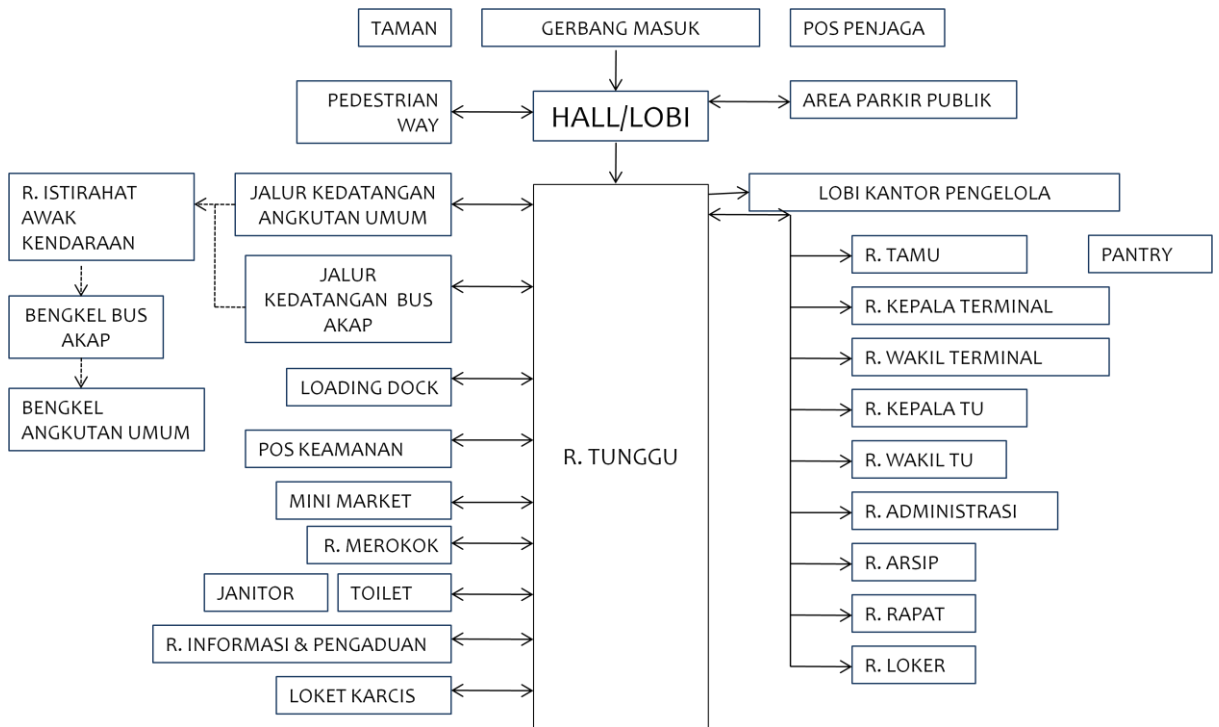 TAMAN
GERBANG MASUK
POS PENJAGA
PEDESTRIAN
WAY
HALL/LOBI
AREA PARKIR PUBLIK
R. ISTIRAHAT
AWAK
KENDARAAN
JALUR KEDATANGAN
ANGKUTAN UMUM
LOBI KANTOR PENGELOLA
JALUR
KEDATANGAN BUS
AKAP
R. TAMU
PANTRY
BENGKEL BUS
AKAP
R. KEPALA TERMINAL
R. WAKIL TERMINAL
LOADING DOCK
BENGKEL
ANGKUTAN UMUM
R. KEPALA TU
POS KEAMANAN
R. TUNGGU
R. WAKIL TU
MINI MARKET
R. ADMINISTRASI
R. MEROKOK
R. ARSIP
JANITOR
TOILET
R. RAPAT
R. INFORMASI & PENGADUAN
R. LOKER
LOKET KARCIS